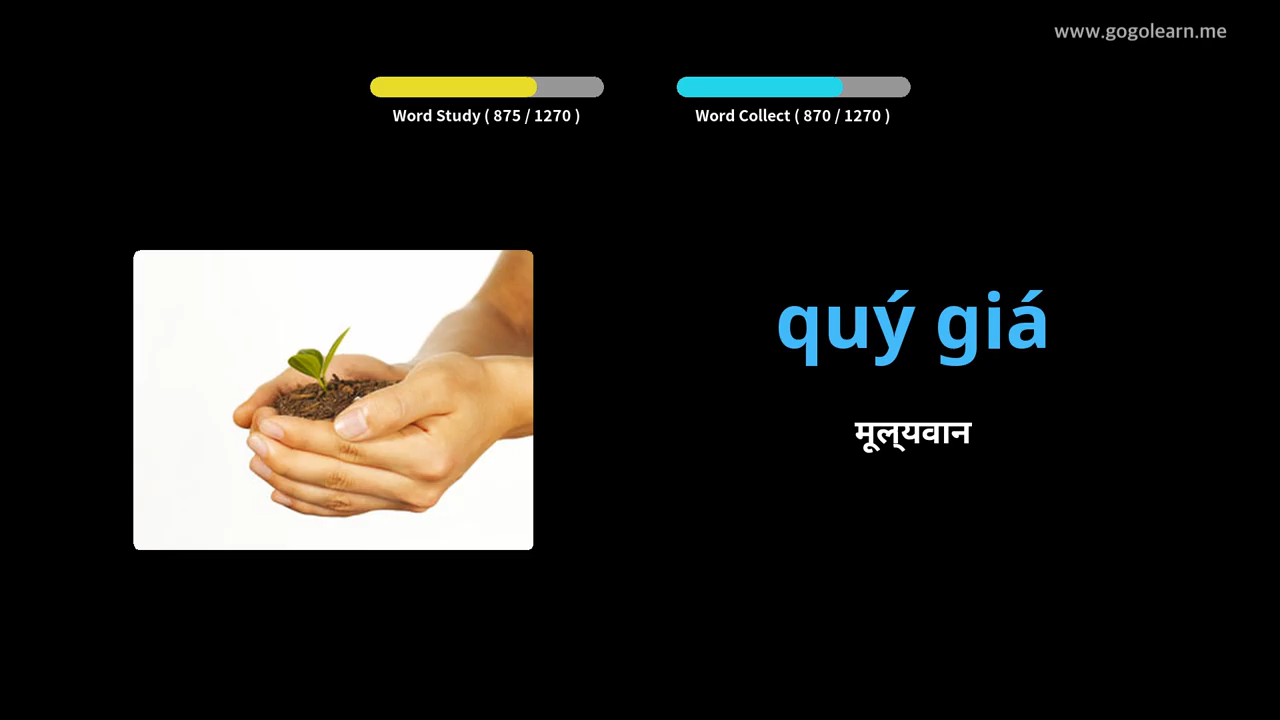 www.gogolearn.me
Word Study ( 875 / 1270 )
Word Collect ( 870 / 1270 )
quý giá
मूल्यवान